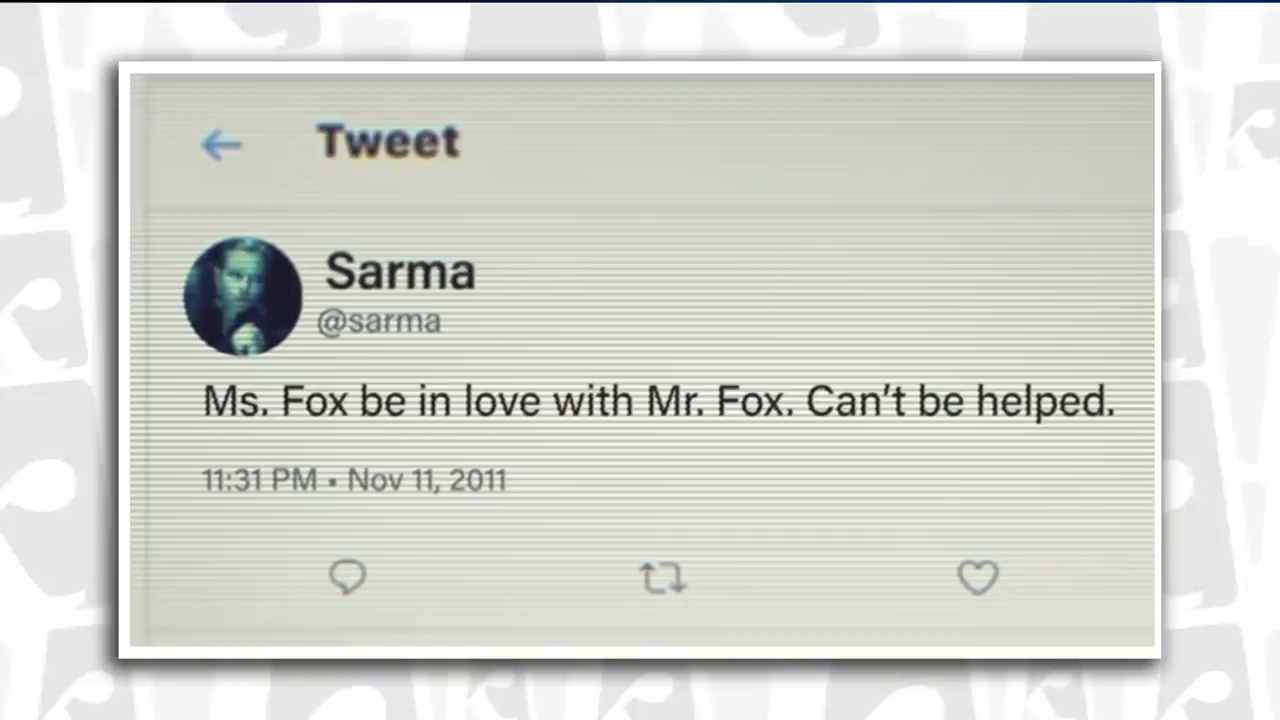 Tweet
Sarma
@sarma
Ms. Fox be in love with Mr. Fox. Can’t be helped.
11:31 PM • Nov 11, 2011